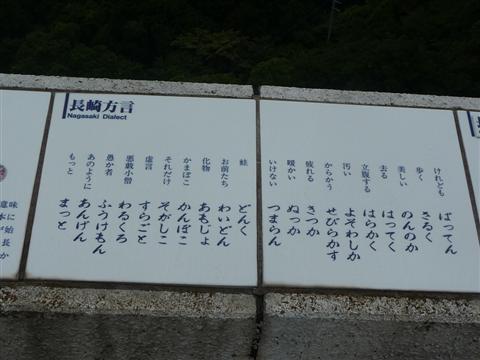 長崎方言
Nagasaki Dialect
けれども ばってん
歩く さるく
美しい のんのか
去る はってく
立腹する はらかく
汚い よそわしか
からかう せびらかす
疲れる きつか
暖かい ぬっか
いけない つまらん
蛙 どんく
お前たち わいどん
化物 あもじょ
かまぼこ かんぼこ
それだけ そがしこ
虚言 すらごと
悪戯小僧 わるくろ
愚か者 ふうけもん
あのように あんげん
もっと まっと